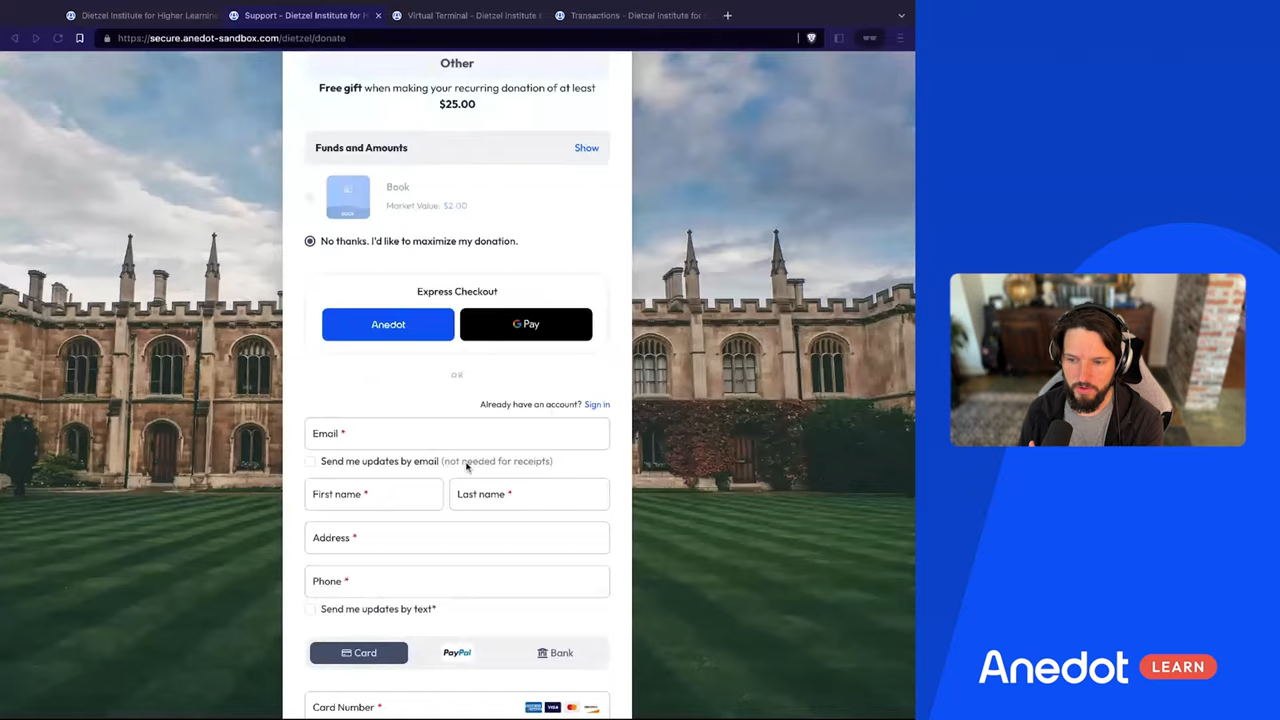 Dietzel Institute for Higher Learnin
Support - Dietzel Institute for H
Virtual Terminal - Dietzel Institute
Transactions - Dietzel Institute for
https://secure.anedot-sandbox.com/dietzel/donate
Other
Free gift when making your recurring donation of at least
$25.00
Funds and Amounts
Show
Book
Market Value: $2.00
BOOK
No thanks. I'd like to maximize my donation.
Express Checkout
Anedot
G Pay
OR
Already have an account? Sign in
Email *
Send me updates by email (not needed for receipts)
First name *
Last name *
Address *
Phone *
Send me updates by text*
Card
PayPal
Bank
Card Number *
VISA
Anedot LEARN